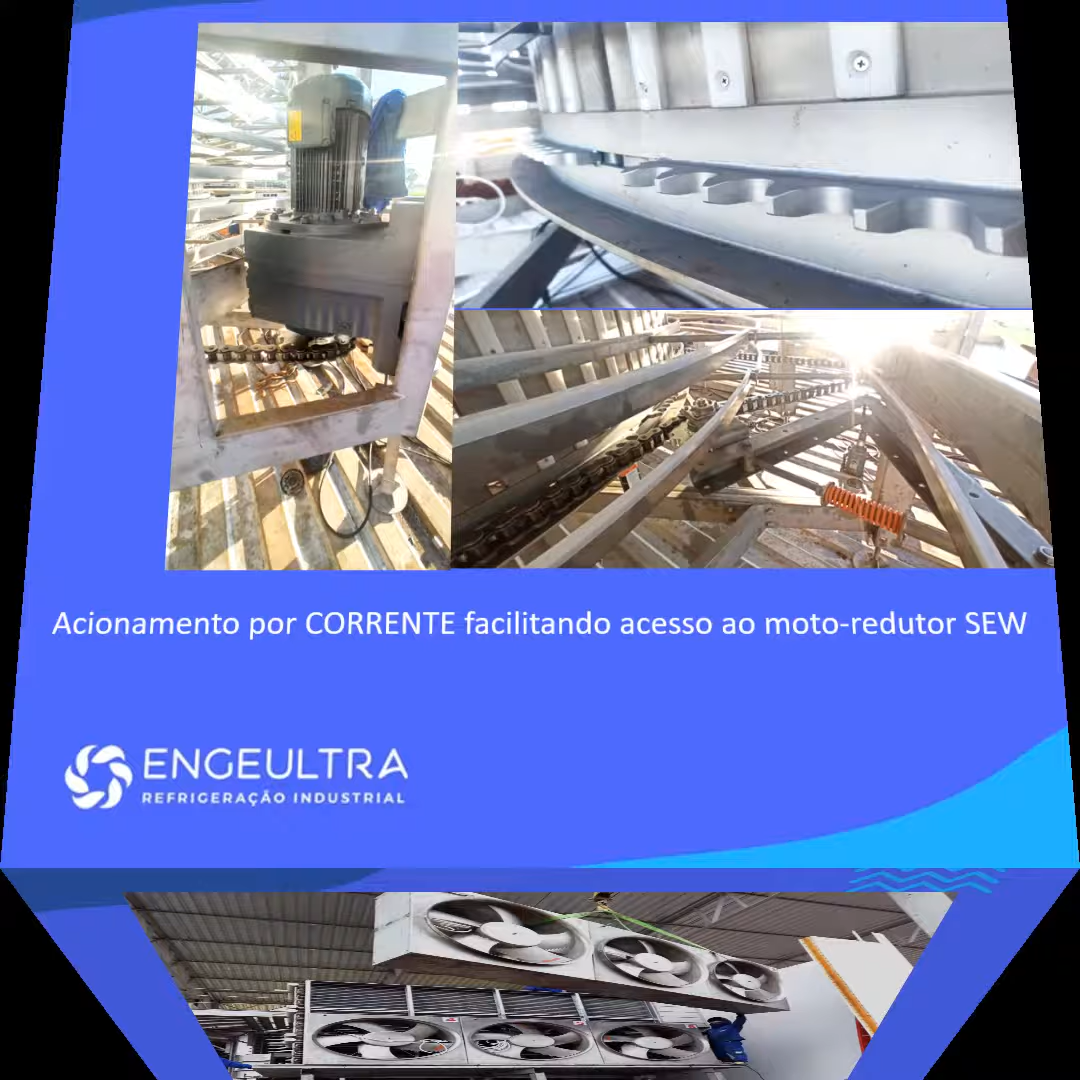 Acionamento por CORRENTE facilitando acesso ao moto-redutor SEW
ENGEULTRA
REFRIGERAÇÃO INDUSTRIAL